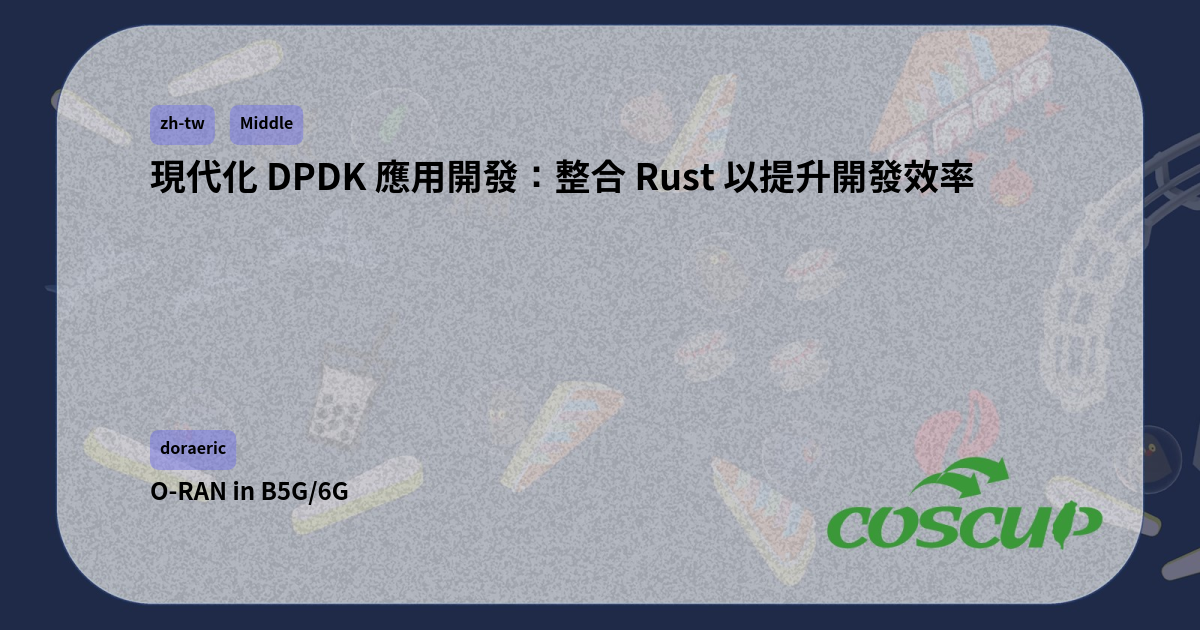 zh-tw Middle
現代化 DPDK 應用開發：整合 Rust 以提升開發效率
doraeric
O-RAN in B5G/6G
COSCUP